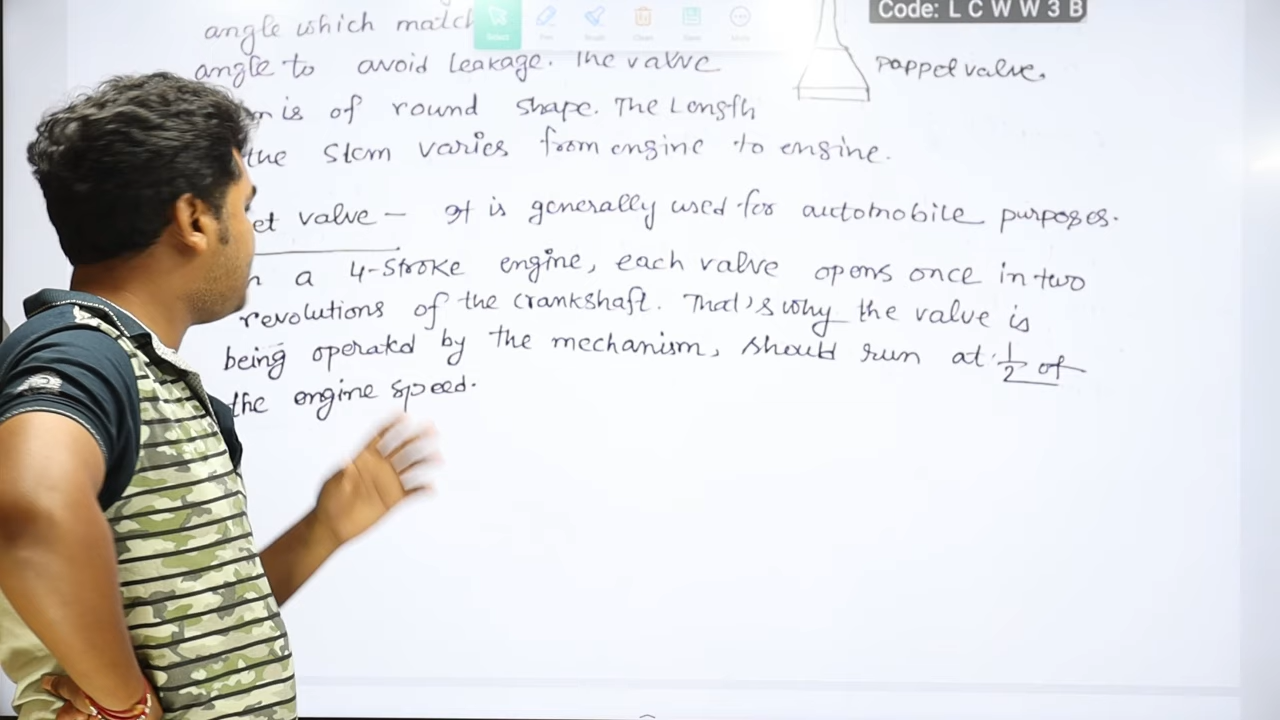 Code: L C W W 3 B
angle which match
angle to avoid leakage. The valve
poppet valve.
is of round shape. The Length
the stem varies from engine to engine.
et valve - It is generally used for automobile purposes.
n a 4-Stroke engine, each valve opens once in two
revolutions of the crankshaft. That's why the valve is
being operated by the mechanism, should run at 1/2 of
the engine speed.